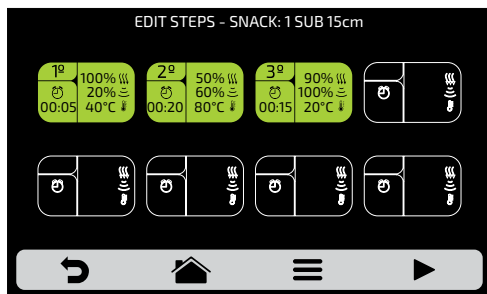 EDIT STEPS - SNACK: 1 SUB 15cm
1º 100%
20%
00:05 40°C
2º 50%
60%
00:20 80°C
3º 90%
100%
00:15 20°C